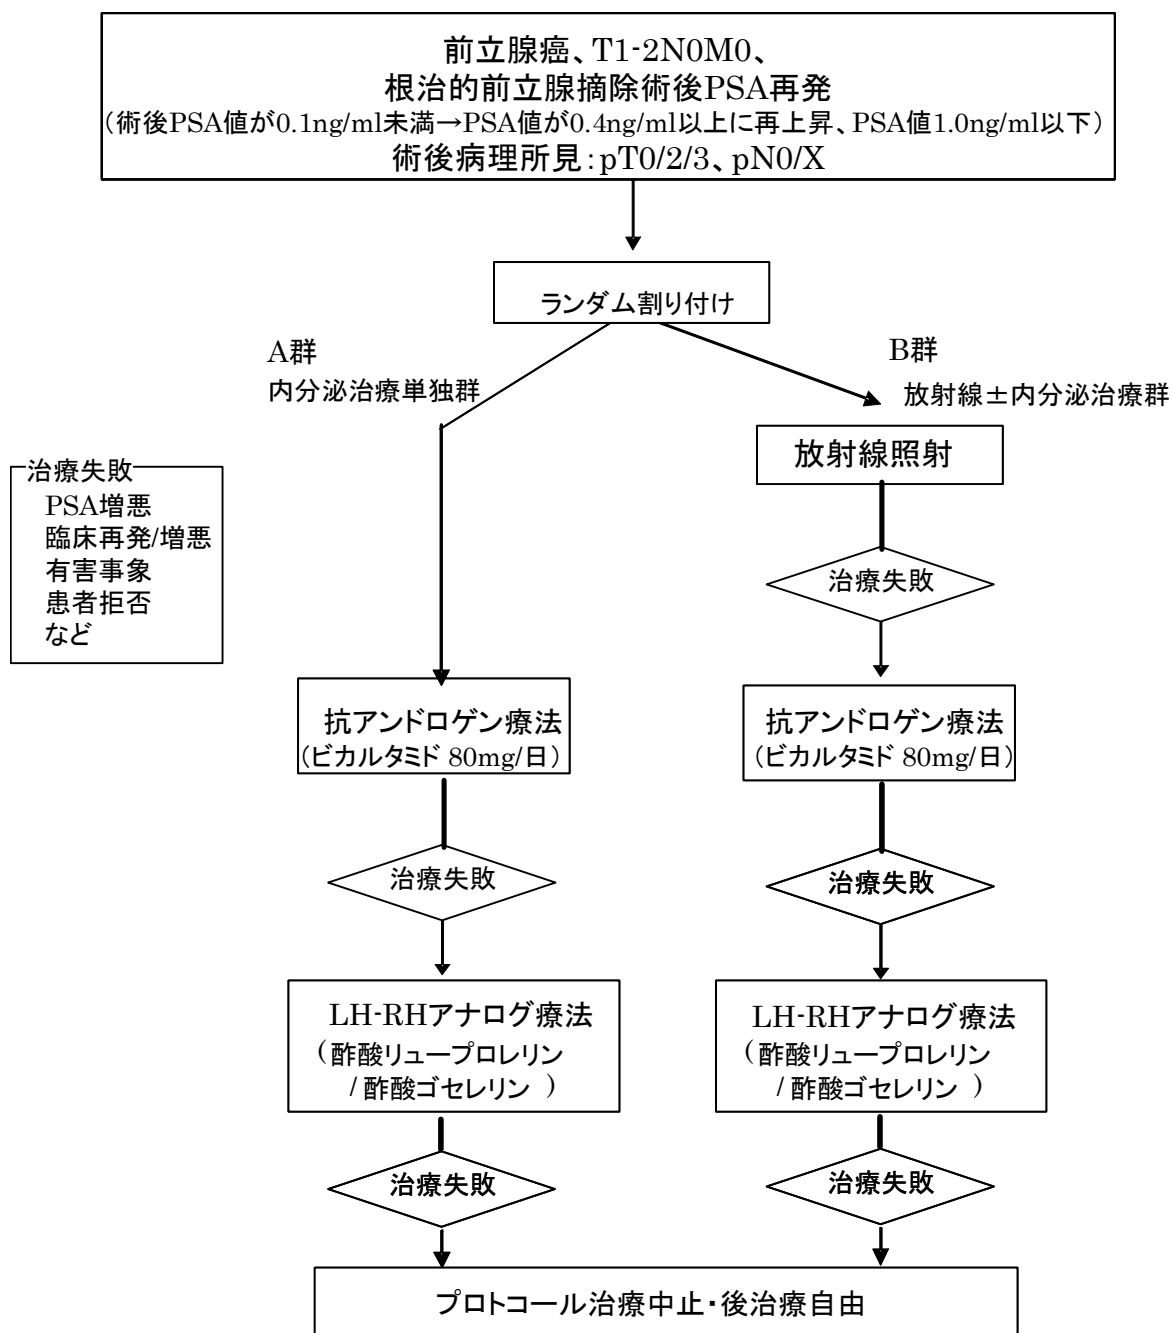 前立腺癌、T1-2N0M0、
根治的前立腺摘除術後PSA再発
(術後PSA値が0.1ng/ml未満→PSA値が0.4ng/ml以上に再上昇、PSA値1.0ng/ml以下)
術後病理所見:pT0/2/3、pN0/X
ランダム割り付け
A群
内分泌治療単独群
B群
放射線±内分泌治療群
放射線照射
治療失敗
PSA増悪
臨床再発/増悪
有害事象
患者拒否
など
治療失敗
抗アンドロゲン療法
(ビカルタミド 80mg/日)
抗アンドロゲン療法
(ビカルタミド 80mg/日)
治療失敗
治療失敗
LH-RHアナログ療法
(酢酸リュープロレリン
/酢酸ゴセレリン )
LH-RHアナログ療法
(酢酸リュープロレリン
/酢酸ゴセレリン )
治療失敗
治療失敗
プロトコール治療中止・後治療自由